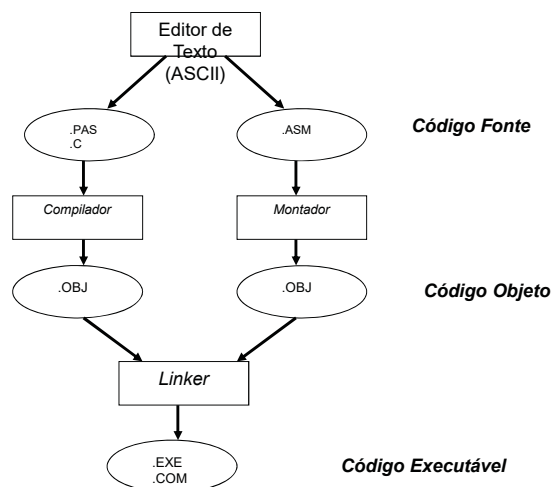 Editor de
Texto
(ASCII)
.PAS
.C
.ASM
Código Fonte
Compilador
Montador
.OBJ
.OBJ
Código Objeto
Linker
.EXE
.COM
Código Executável